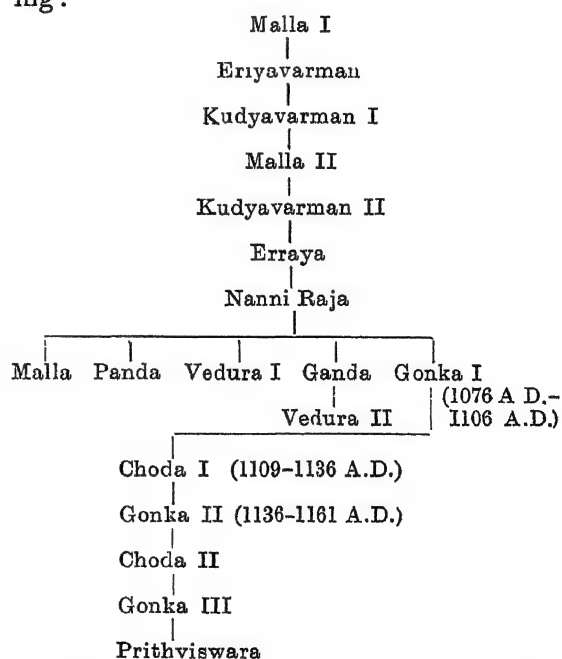 ing :
Malla I
Eriyavarman
Kudyavarman I
Malla II
Kudyavarman II
Erraya
Nanni Raja
Malla Panda Vedura I Ganda Gonka I
(1076 A D.–
Vedura II 1106 A.D.)
Choda I (1109–1136 A.D.)
Gonka II (1136–1161 A.D.)
Choda II
Gonka III
Prithviswara